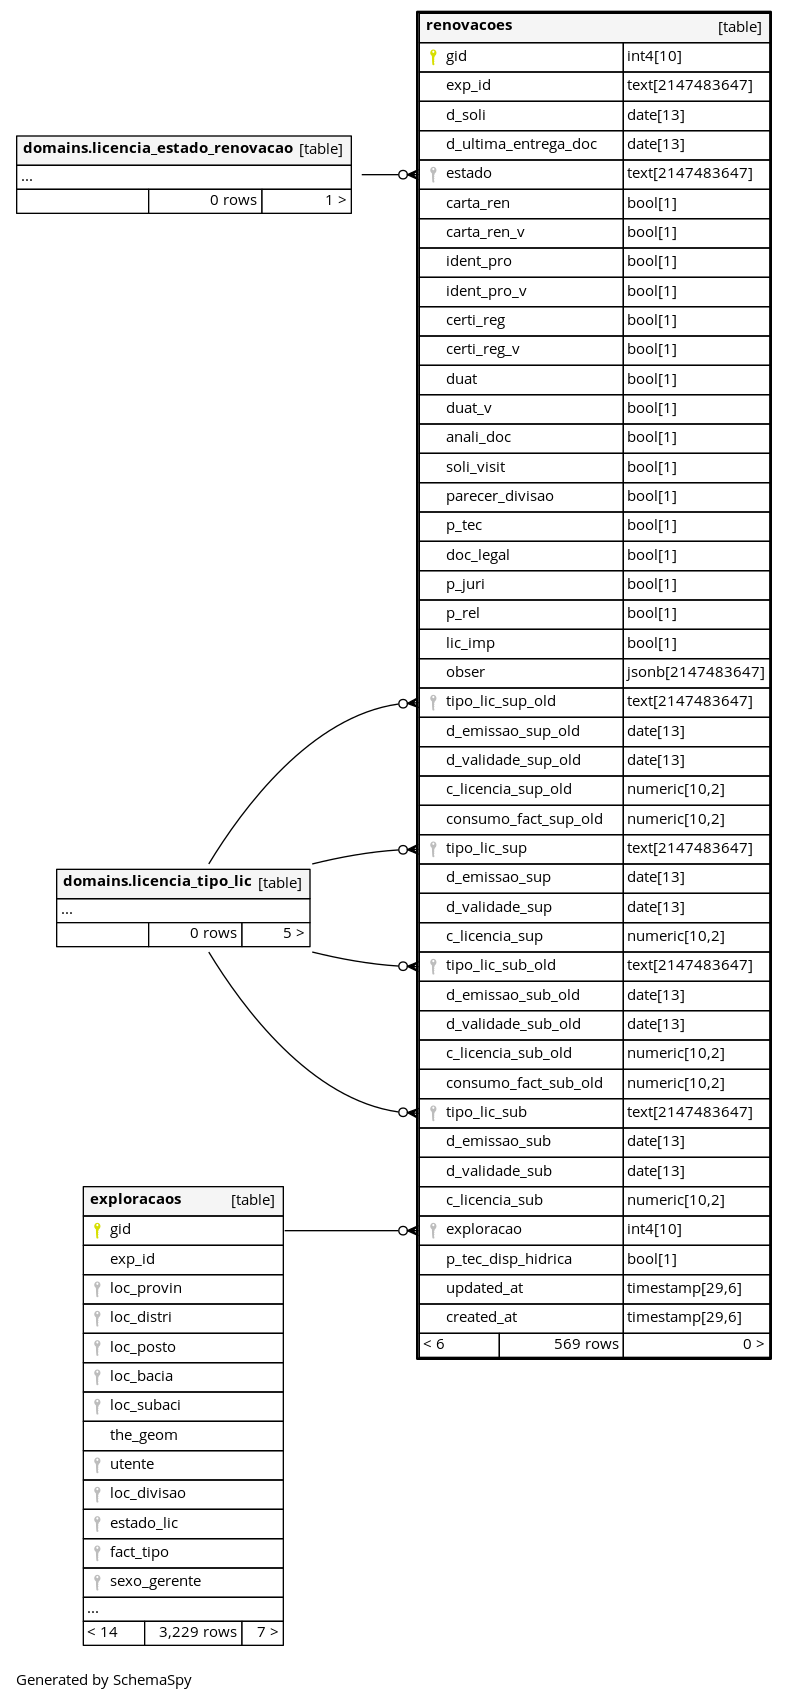 renovacoes [table]
gid int4[10]
exp_id text[2147483647]
d_soli date[13]
d_ultima_entrega_doc date[13]
estado text[2147483647]
carta_ren bool[1]
carta_ren_v bool[1]
ident_pro bool[1]
ident_pro_v bool[1]
certi_reg bool[1]
certi_reg_v bool[1]
duat bool[1]
duat_v bool[1]
anali_doc bool[1]
soli_visit bool[1]
parecer_divisao bool[1]
p_tec bool[1]
doc_legal bool[1]
p_juri bool[1]
p_rel bool[1]
lic_imp bool[1]
obser jsonb[2147483647]
tipo_lic_sup_old text[2147483647]
d_emissao_sup_old date[13]
d_validade_sup_old date[13]
c_licencia_sup_old numeric[10,2]
consumo_fact_sup_old numeric[10,2]
tipo_lic_sup text[2147483647]
d_emissao_sup date[13]
d_validade_sup date[13]
c_licencia_sup numeric[10,2]
tipo_lic_sub_old text[2147483647]
d_emissao_sub_old date[13]
d_validade_sub_old date[13]
c_licencia_sub_old numeric[10,2]
consumo_fact_sub_old numeric[10,2]
tipo_lic_sub text[2147483647]
d_emissao_sub date[13]
d_validade_sub date[13]
c_licencia_sub numeric[10,2]
exploracao int4[10]
p_tec_disp_hidrica bool[1]
updated_at timestamp[29,6]
created_at timestamp[29,6]
< 6 569 rows 0 >
domains.licencia_estado_renovacao [table]
...
0 rows 1 >
domains.licencia_tipo_lic [table]
...
0 rows 5 >
exploracaos [table]
gid
exp_id
loc_provin
loc_distri
loc_posto
loc_bacia
loc_subaci
the_geom
utente
loc_divisao
estado_lic
fact_tipo
sexo_gerente
...
< 14 3,229 rows 7 >
Generated by SchemaSpy